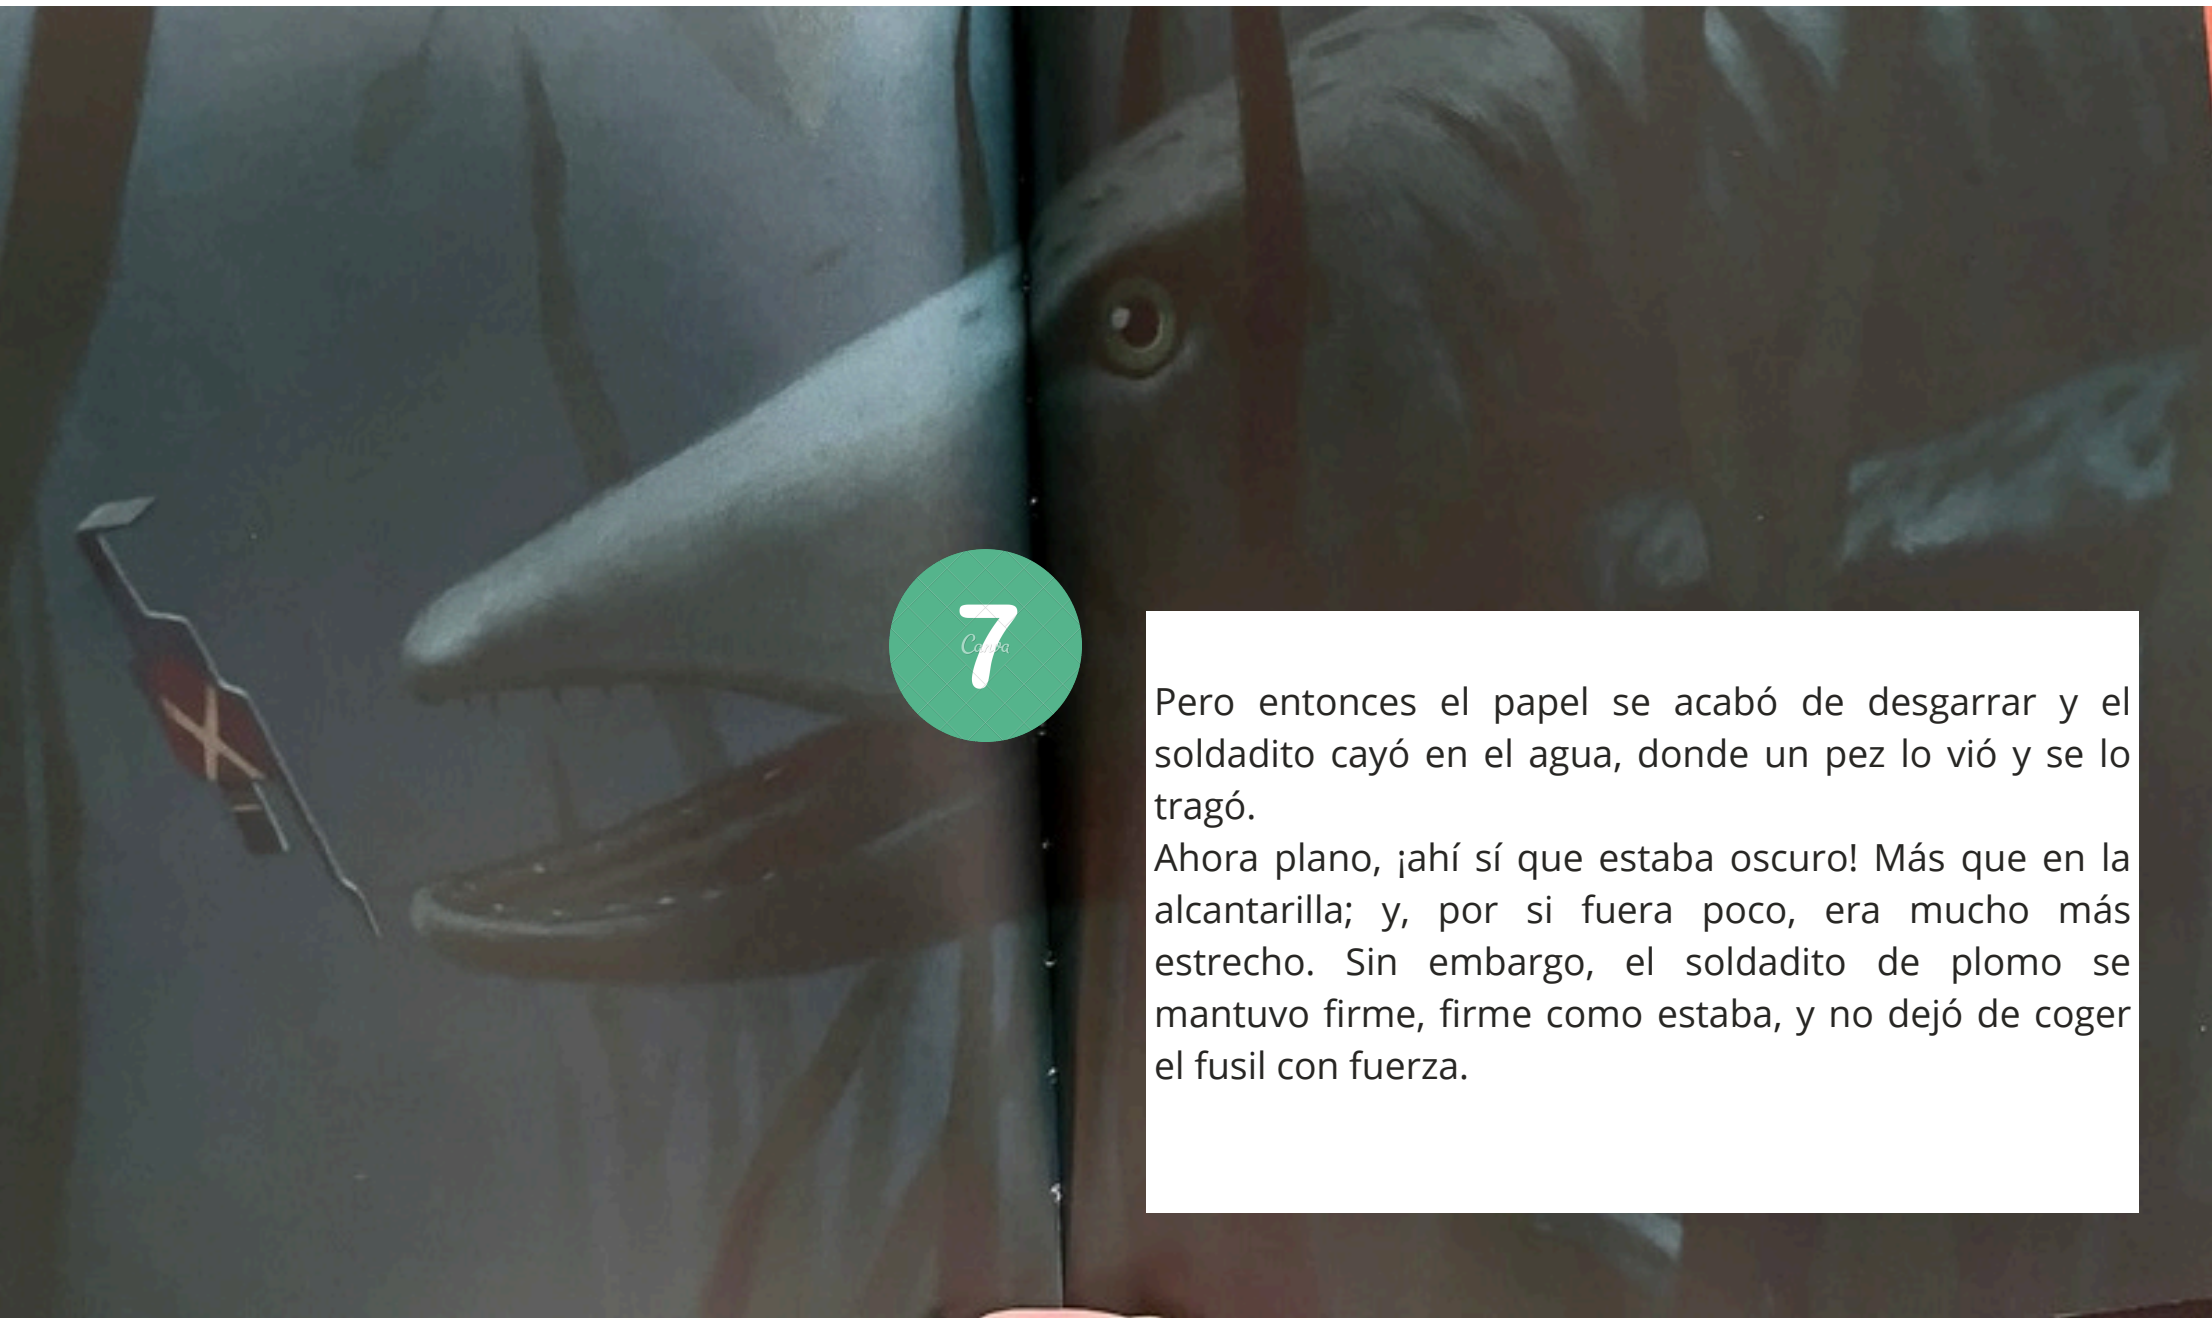 7
Canva
Pero entonces el papel se acabó de desgarrar y el
soldadito cayó en el agua, donde un pez lo vió y se lo
tragó.
Ahora plano, ¡ahí sí que estaba oscuro! Más que en la
alcantarilla; y, por si fuera poco, era mucho más
estrecho. Sin embargo, el soldadito de plomo se
mantuvo firme, firme como estaba, y no dejó de coger
el fusil con fuerza.